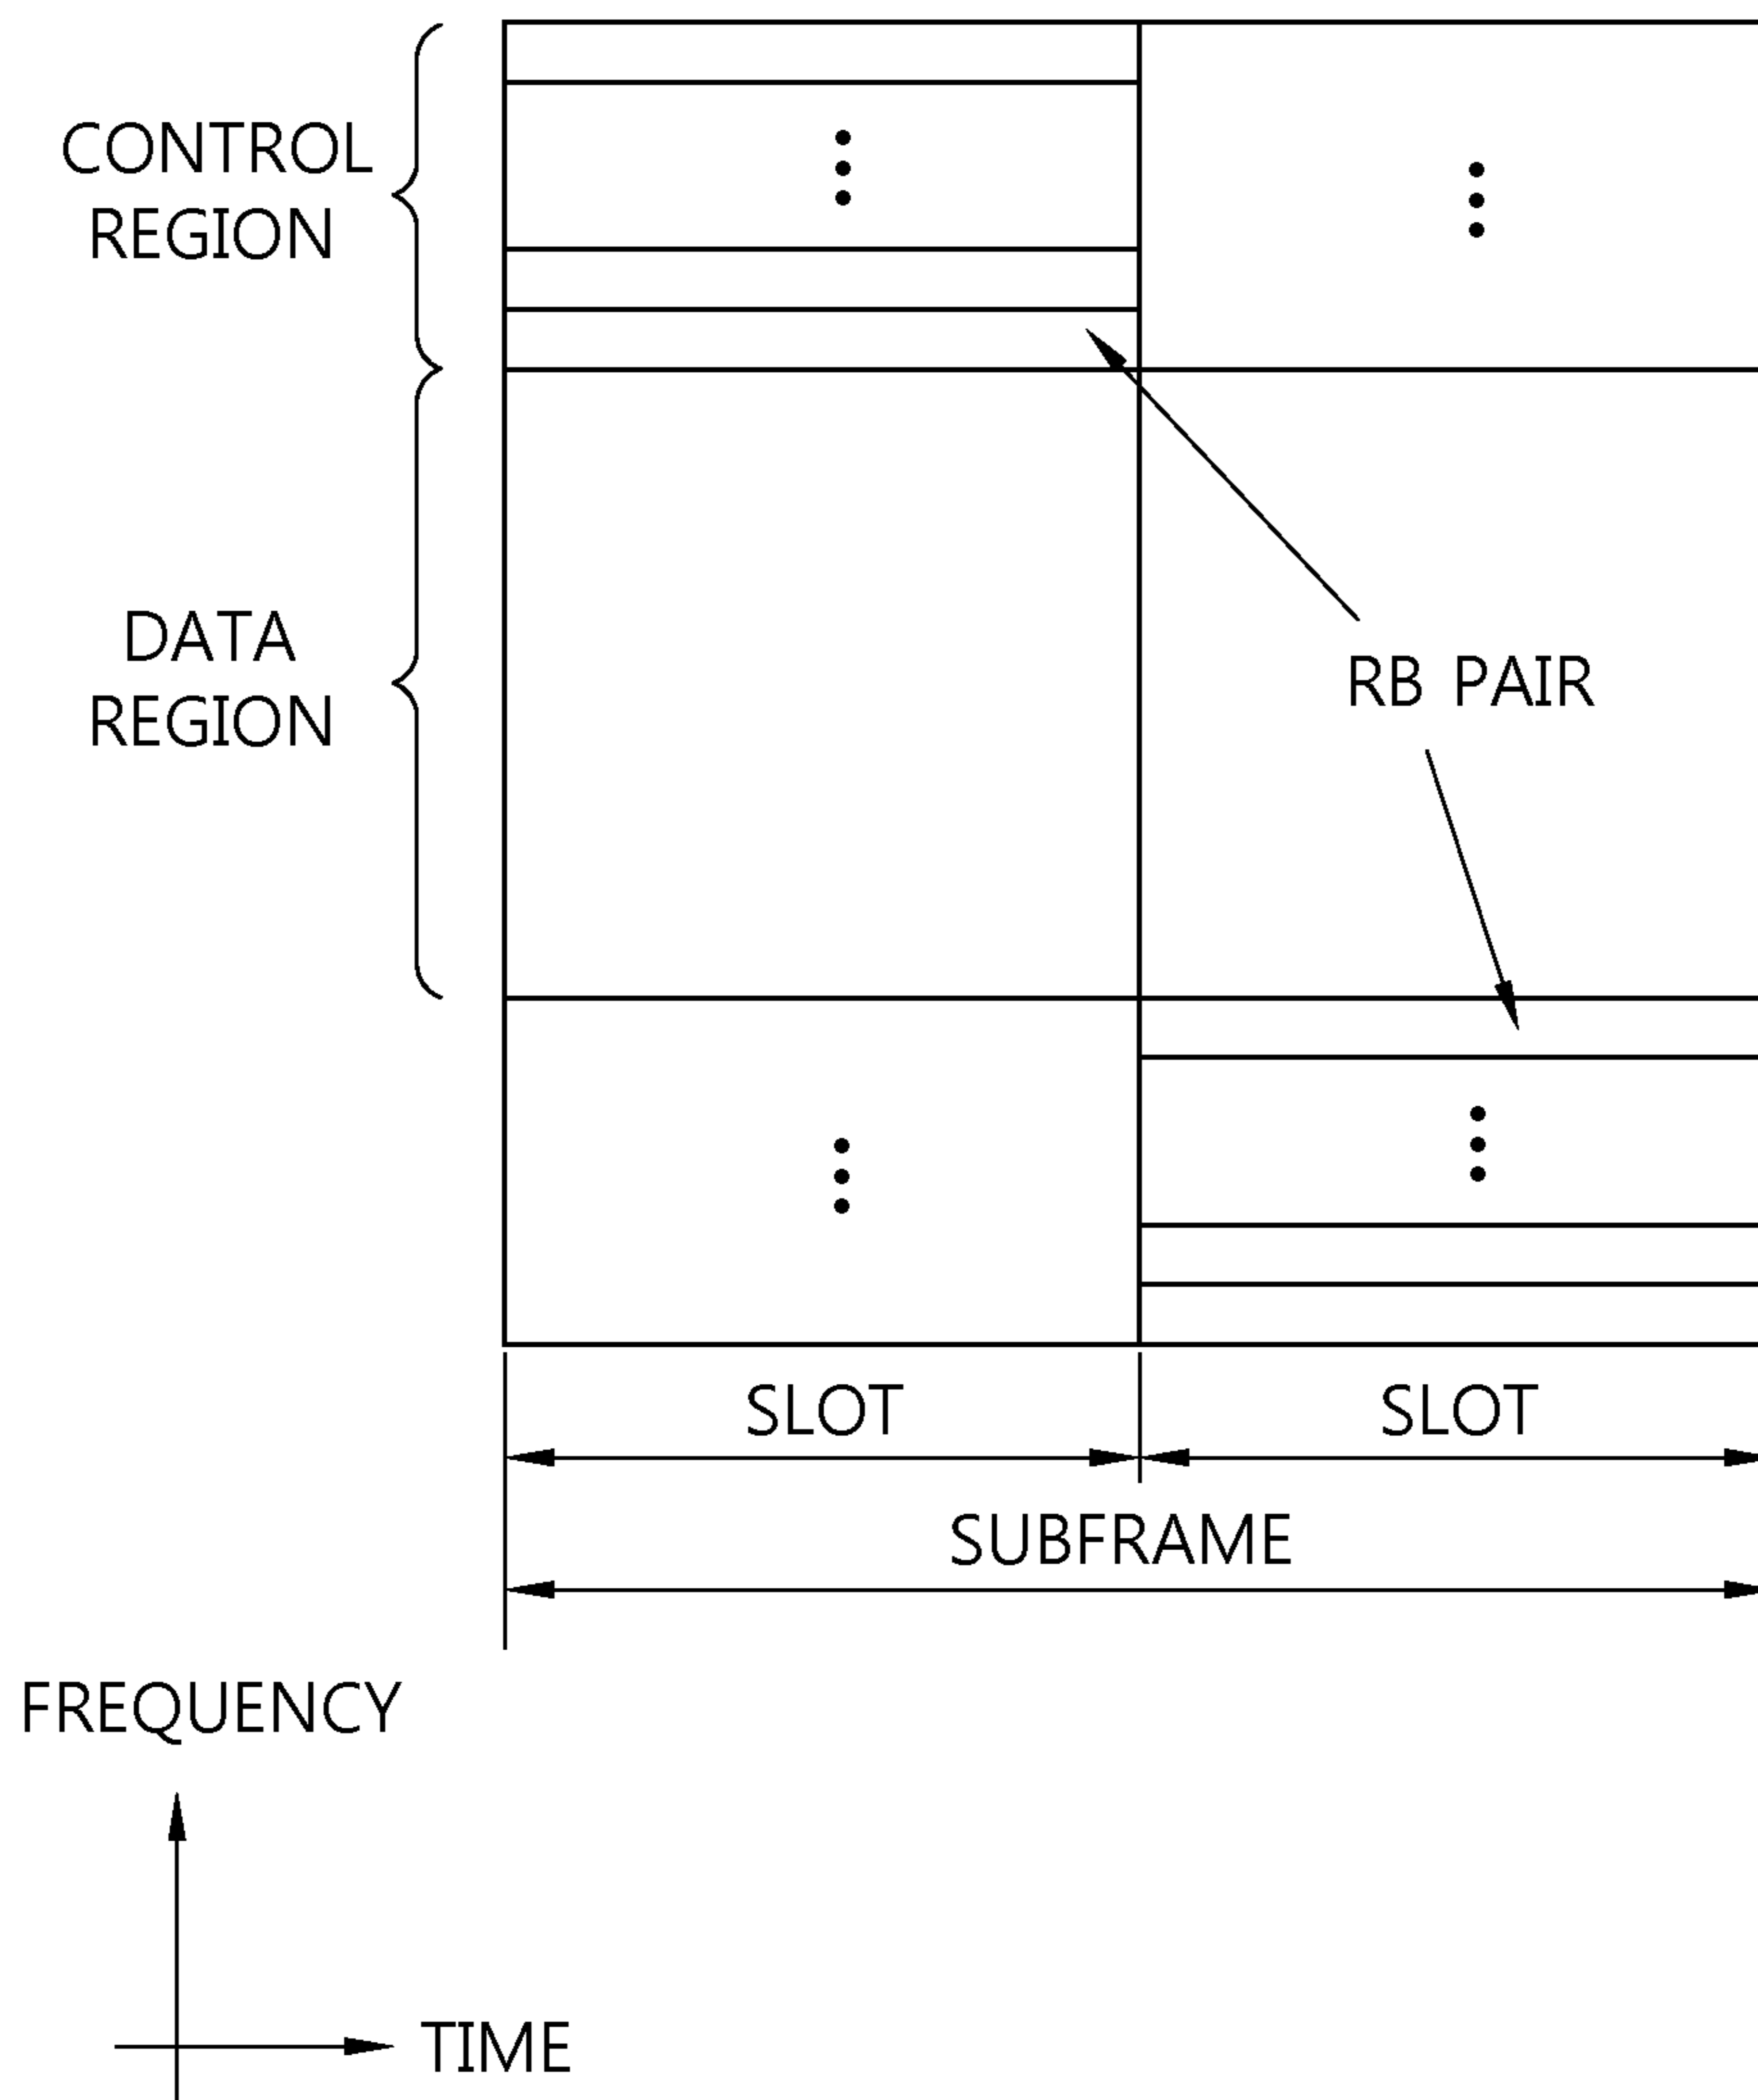 CONTROL
REGION
DATA
REGION
RB PAIR
SLOT
SLOT
SUBFRAME
FREQUENCY
TIME